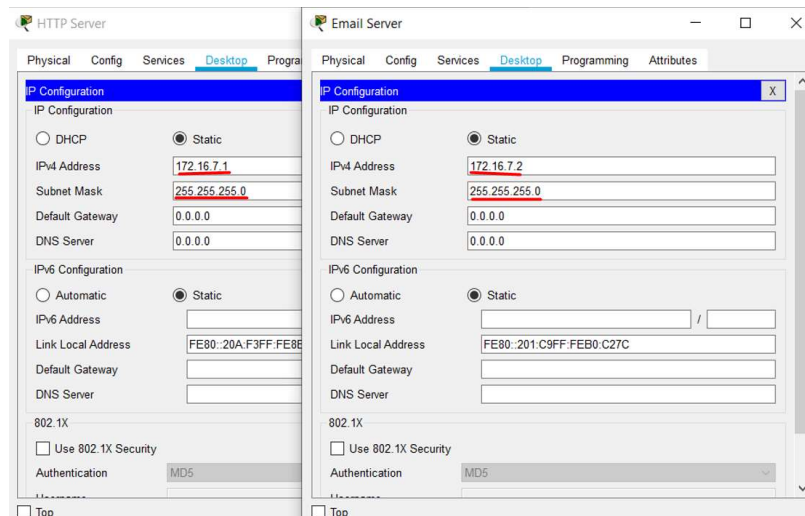 HTTP Server
Physical Config Services Desktop Progra
IP Configuration
IP Configuration
DHCP Static
IPv4 Address 172.16.7.1
Subnet Mask 255.255.255.0
Default Gateway 0.0.0.0
DNS Server 0.0.0.0
IPv6 Configuration
Automatic Static
IPv6 Address
Link Local Address FE80::20A:F3FF:FE8E
Default Gateway
DNS Server
802.1X
Use 802.1X Security
Authentication MD5
Top
Email Server
Physical Config Services Desktop Programming Attributes
IP Configuration X
IP Configuration
DHCP Static
IPv4 Address 172.16.7.2
Subnet Mask 255.255.255.0
Default Gateway 0.0.0.0
DNS Server 0.0.0.0
IPv6 Configuration
Automatic Static
IPv6 Address /
Link Local Address FE80::201:C9FF:FEB0:C27C
Default Gateway
DNS Server
802.1X
Use 802.1X Security
Authentication MD5
Top